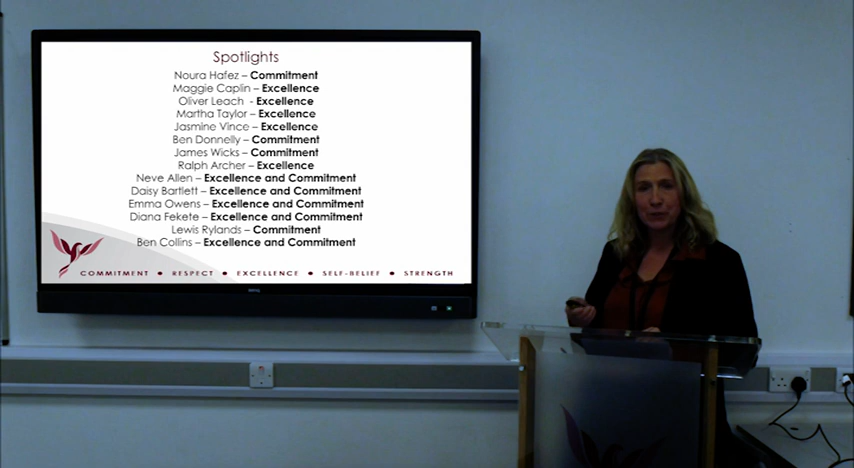 Spotlights
Noura Hafez – Commitment
Maggie Caplin – Excellence
Oliver Leach - Excellence
Martha Taylor – Excellence
Jasmine Vince – Excellence
Ben Donnelly – Commitment
James Wicks – Commitment
Ralph Archer – Excellence
Neve Allen – Excellence and Commitment
Daisy Bartlett – Excellence and Commitment
Emma Owens – Excellence and Commitment
Diana Fekete – Excellence and Commitment
Lewis Rylands – Commitment
Ben Collins – Excellence and Commitment
COMMITMENT • RESPECT • EXCELLENCE • SELF-BELIEF • STRENGTH
BENQ